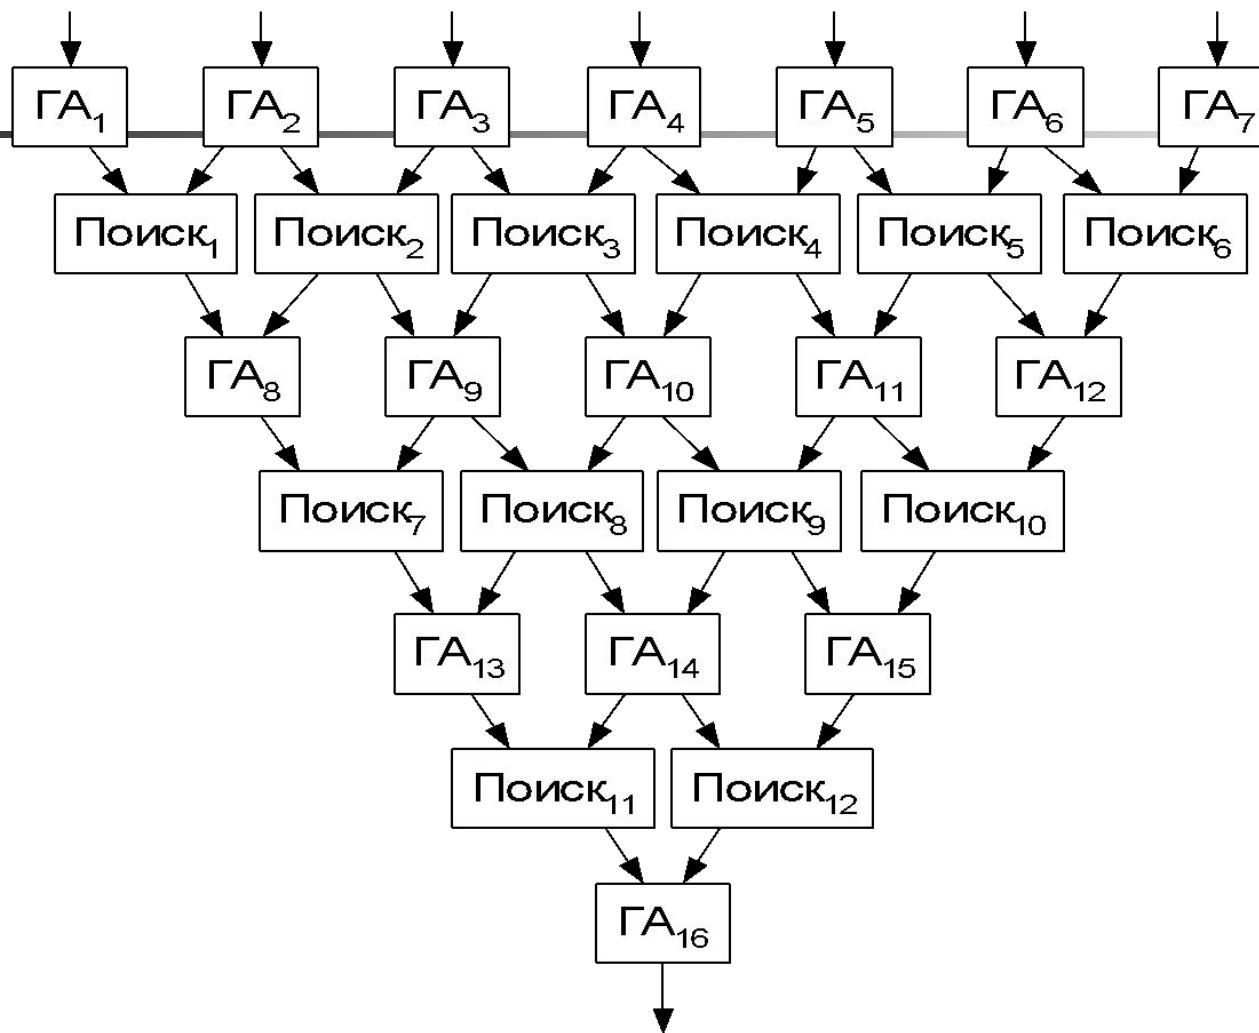 ГА1 ГА2 ГА3 ГА4 ГА5 ГА6 ГА7
Поиск1 Поиск2 Поиск3 Поиск4 Поиск5 Поиск6
ГА8 ГА9 ГА10 ГА11 ГА12
Поиск7 Поиск8 Поиск9 Поиск10
ГА13 ГА14 ГА15
Поиск11 Поиск12
ГА16